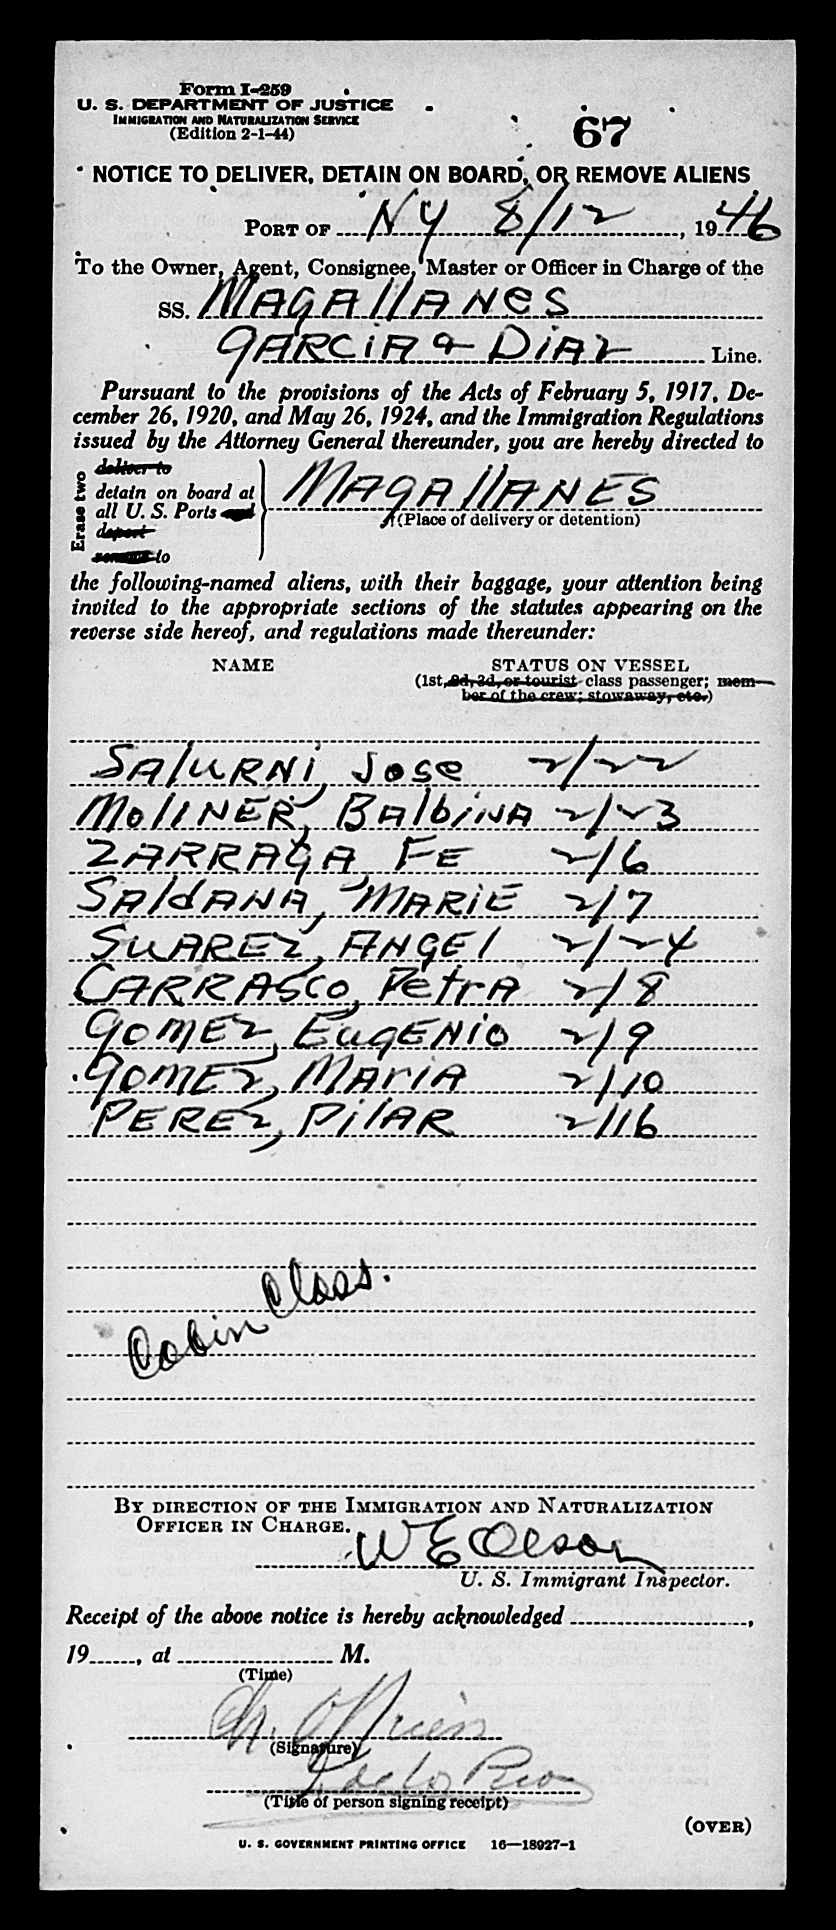 Form I-259
U. S. DEPARTMENT OF JUSTICE
IMMIGRATION AND NATURALIZATION SERVICE
(Edition 2-1-44)
67
NOTICE TO DELIVER, DETAIN ON BOARD, OR REMOVE ALIENS
PORT OF NY 8/12, 1946
To the Owner, Agent, Consignee, Master or Officer in Charge of the
SS. MAGAllANES
GARCiA & DiAZ Line.
Pursuant to the provisions of the Acts of February 5, 1917, De-
cember 26, 1920, and May 26, 1924, and the Immigration Regulations
issued by the Attorney General thereunder, you are hereby directed to
Erase two
deliver to
detain on board at
all U. S. Ports and
deport
remove to
MAgAllANES
(Place of delivery or detention)
the following-named aliens, with their baggage, your attention being
invited to the appropriate sections of the statutes appearing on the
reverse side hereof, and regulations made thereunder:
NAME STATUS ON VESSEL
(1st, 2d, 3d, or tourist class passenger; mem-
ber of the crew; stowaway, etc.)
SAluRNi, Jose 2/22
MollNER, BAlbiNA 2/23
ZARRAGA, FE 2/6
SAldANA, MARiE 2/7
SUAREZ, ANGEl 2/24
CARRASCo, PetrA 2/8
GOMEZ, EugENiO 2/9
GOMEZ, MAriA 2/10
PEREZ, PilAR 2/16
Cabin Class.
BY DIRECTION OF THE IMMIGRATION AND NATURALIZATION
OFFICER IN CHARGE.
W E Olson
U. S. Immigrant Inspector.
Receipt of the above notice is hereby acknowledged ,
19 , at M.
(Time)
O'Brien
(Signature)
(Title of person signing receipt)
(OVER)
U. S. GOVERNMENT PRINTING OFFICE 16—18927-1